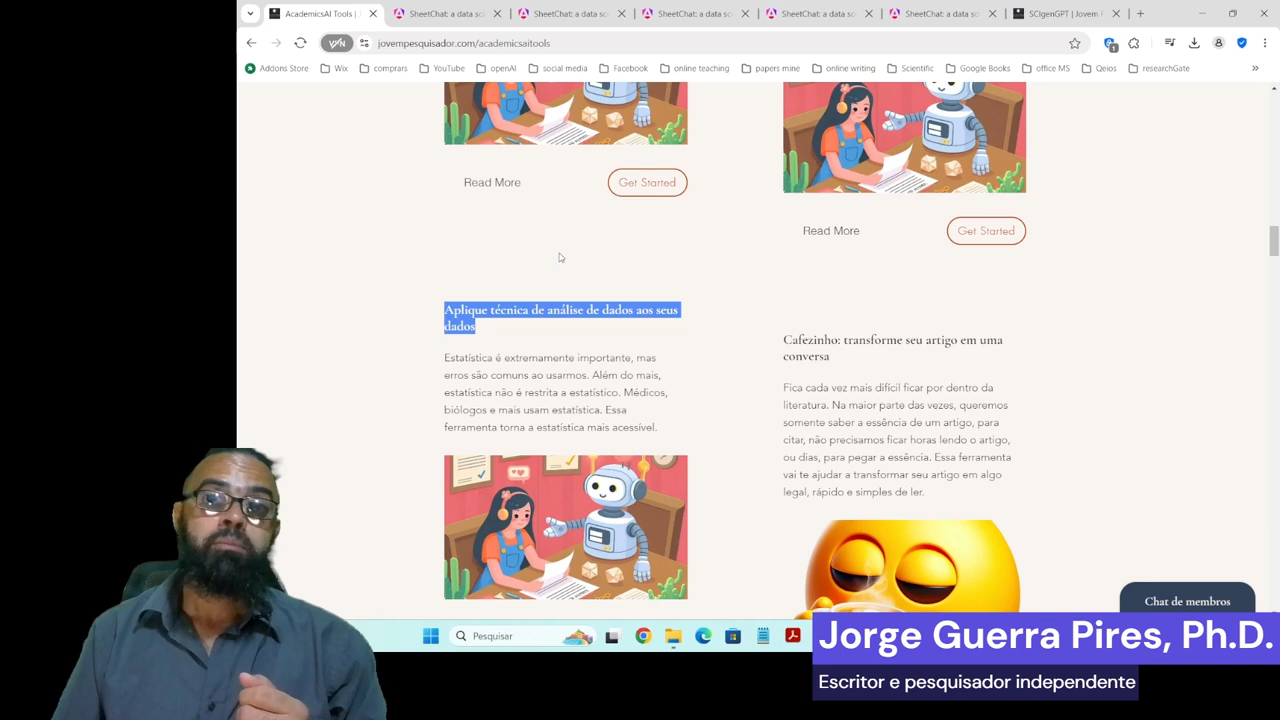 AcademicsAI Tools | J
SheetChat: a data sci
SheetChat: a data sc
SheetChat: a data sc
SheetChat: a data sc
SheetChat: a data sc
SCIgenGPT | Jovem P
VPN
jovempesquisador.com/academicsaitools
1
Addons Store
Wix
comprars
YouTube
openAI
social media
Facebook
online teaching
papers mine
online writing
Scientific
Google Books
office MS
Qeios
researchGate
Read More
Get Started
Read More
Get Started
Aplique técnica de análise de dados aos seus
dados
Estatística é extremamente importante, mas
erros são comuns ao usarmos. Além do mais,
estatística não é restrita a estatístico. Médicos,
biólogos e mais usam estatística. Essa
ferramenta torna a estatística mais acessível.
Cafezinho: transforme seu artigo em uma
conversa
Fica cada vez mais difícil ficar por dentro da
literatura. Na maior parte das vezes, queremos
somente saber a essência de um artigo, para
citar, não precisamos ficar horas lendo o artigo,
ou dias, para pegar a essência. Essa ferramenta
vai te ajudar a transformar seu artigo em algo
legal, rápido e simples de ler.
Chat de membros
Pesquisar
Jorge Guerra Pires, Ph.D.
Escritor e pesquisador independente